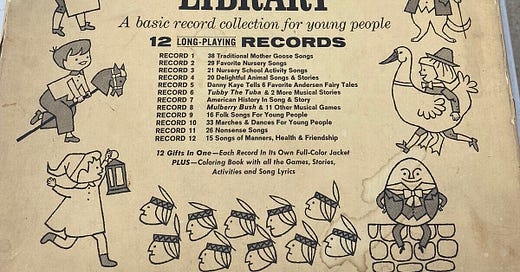 LIBRARY
A basic record collection for young people
12 LONG-PLAYING RECORDS
RECORD 1 38 Traditional Mother Goose Songs
RECORD 2 29 Favorite Nursery Songs
RECORD 3 21 Nursery School Activity Songs
RECORD 4 20 Delightful Animal Songs & Stories
RECORD 5 Danny Kaye Tells 6 Favorite Andersen Fairy Tales
RECORD 6 Tubby The Tuba & 2 More Musical Stories
RECORD 7 American History In Song & Story
RECORD 8 Mulberry Bush & 11 Other Musical Games
RECORD 9 16 Folk Songs For Young People
RECORD 10 33 Marches & Dances For Young People
RECORD 11 26 Nonsense Songs
RECORD 12 15 Songs of Manners, Health & Friendship
12 Gifts in One—Each Record In Its Own Full-Color Jacket
PLUS—Coloring Book with all the Games, Stories,
Activities and Song Lyrics